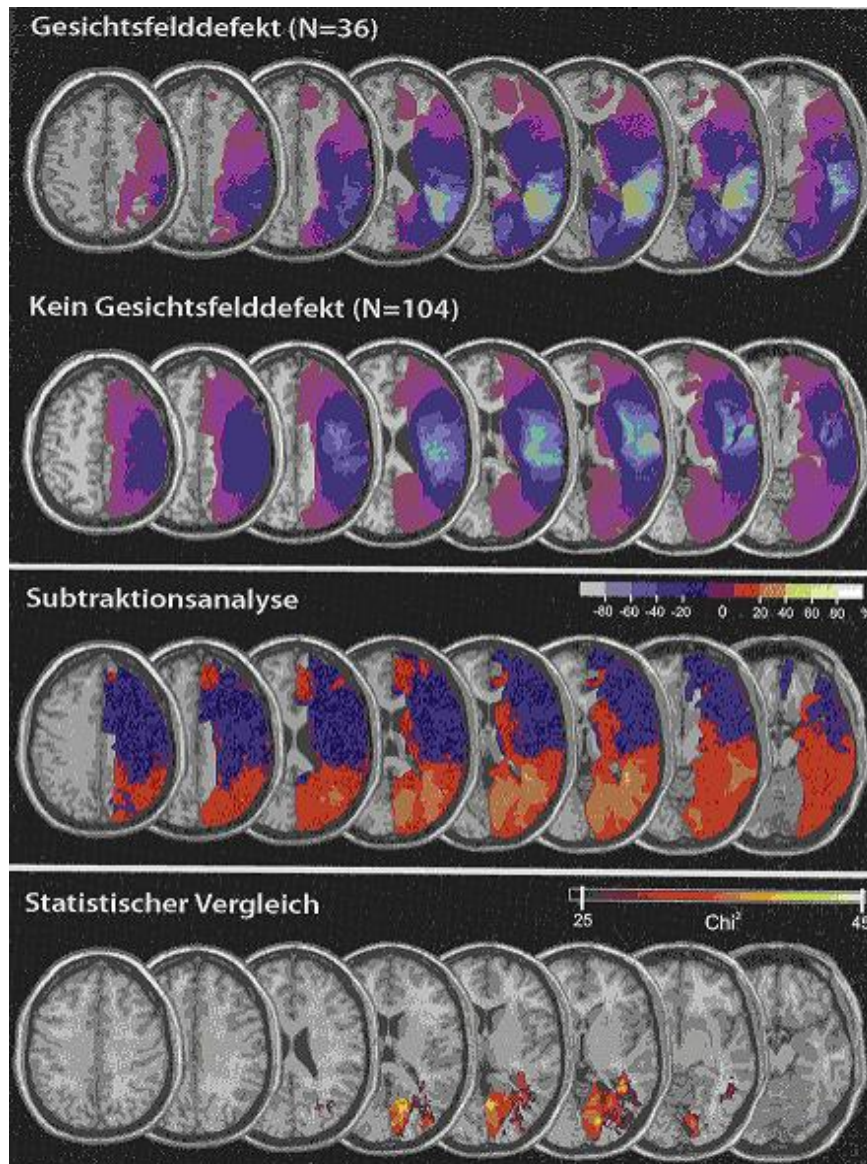 Gesichtsfelddefekt (N=36)
Kein Gesichtsfelddefekt (N=104)
Subtraktionsanalyse
-80 -60 -40 -20 0 20 40 60 80
Statistischer Vergleich
25 Chi² 45